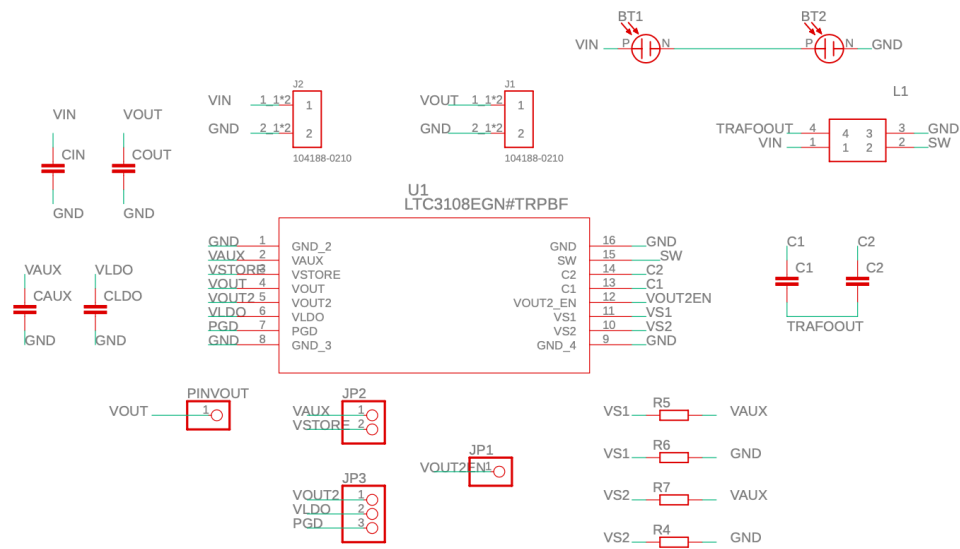 BT1 BT2
VIN P N P N GND
J2 J1 L1
VIN 1_1*2 1 VOUT 1_1*2 1
GND 2_1*2 2 GND 2_1*2 2
104188-0210 104188-0210
TRAFOOUT 4 4 3 3 GND
VIN 1 1 2 2 SW
VIN VOUT
CIN COUT
GND GND
U1
LTC3108EGN#TRPBF
GND 1 GND_2 GND 16 GND
VAUX 2 VAUX SW 15 SW
VSTORE 3 VSTORE C2 14 C2
VOUT 4 VOUT C1 13 C1
VOUT2 5 VOUT2 VOUT2_EN 12 VOUT2EN
VLDO 6 VLDO VS1 11 VS1
PGD 7 PGD VS2 10 VS2
GND 8 GND_3 GND_4 9 GND
VAUX VLDO
CAUX CLDO
GND GND
C1 C2
C1 C2
TRAFOOUT
PINVOUT
VOUT 1
JP2
VAUX 1
VSTORE 2
JP1
VOUT2EN 1
JP3
VOUT2 1
VLDO 2
PGD 3
VS1 R5 VAUX
VS1 R6 GND
VS2 R7 VAUX
VS2 R4 GND